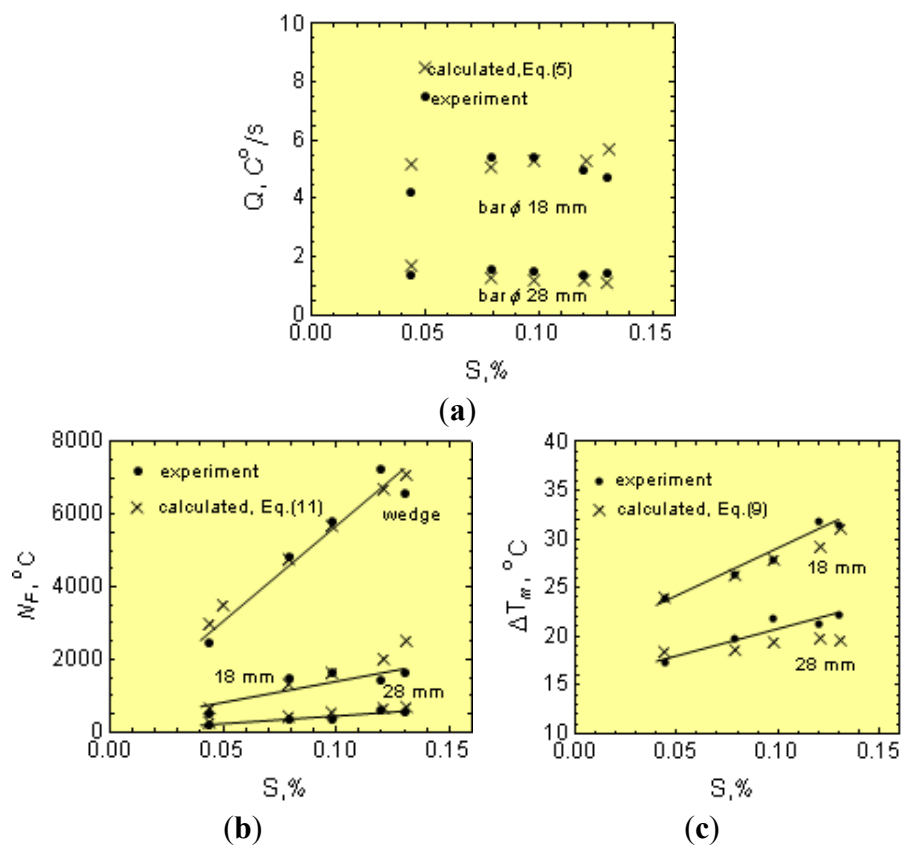 10
8
6
4
2
0
Q, C°/s
calculated,Eq.(5)
experiment
bar ϕ 18 mm
bar ϕ 28 mm
0.00 0.05 0.10 0.15
S,%
(a)
8000
6000
4000
2000
0
N_F, °C
experiment
calculated, Eq.(11)
wedge
18 mm
28 mm
0.00 0.05 0.10 0.15
S,%
(b)
40
35
30
25
20
15
10
ΔT_m, °C
experiment
calculated, Eq.(9)
18 mm
28 mm
0.00 0.05 0.10 0.15
S,%
(c)